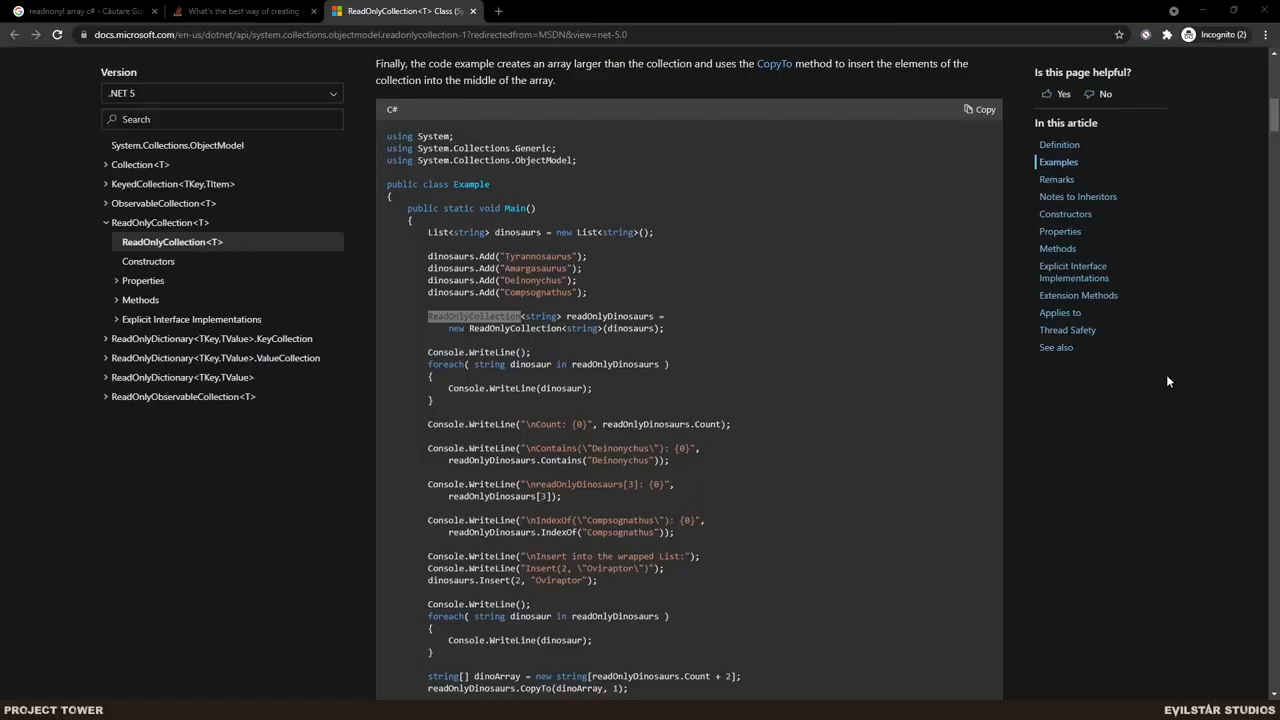 readnonyl array c# - Căutare Goo
What's the best way of creating a
ReadOnlyCollection<T> Class (Sy
docs.microsoft.com/en-us/dotnet/api/system.collections.objectmodel.readonlycollection-1?redirectedfrom=MSDN&view=net-5.0
Incognito (2)
Version
.NET 5
Search
System.Collections.ObjectModel
Collection<T>
KeyedCollection<TKey,TItem>
ObservableCollection<T>
ReadOnlyCollection<T>
ReadOnlyCollection<T>
Constructors
Properties
Methods
Explicit Interface Implementations
ReadOnlyDictionary<TKey,TValue>.KeyCollection
ReadOnlyDictionary<TKey,TValue>.ValueCollection
ReadOnlyDictionary<TKey,TValue>
ReadOnlyObservableCollection<T>
Finally, the code example creates an array larger than the collection and uses the CopyTo method to insert the elements of the
collection into the middle of the array.
C#
Copy
using System;
using System.Collections.Generic;
using System.Collections.ObjectModel;
public class Example
{
public static void Main()
{
List<string> dinosaurs = new List<string>();
dinosaurs.Add("Tyrannosaurus");
dinosaurs.Add("Amargasaurus");
dinosaurs.Add("Deinonychus");
dinosaurs.Add("Compsognathus");
ReadOnlyCollection<string> readOnlyDinosaurs =
new ReadOnlyCollection<string>(dinosaurs);
Console.WriteLine();
foreach( string dinosaur in readOnlyDinosaurs )
{
Console.WriteLine(dinosaur);
}
Console.WriteLine("\nCount: {0}", readOnlyDinosaurs.Count);
Console.WriteLine("\nContains(\"Deinonychus\"): {0}",
readOnlyDinosaurs.Contains("Deinonychus"));
Console.WriteLine("\nreadOnlyDinosaurs[3]: {0}",
readOnlyDinosaurs[3]);
Console.WriteLine("\nIndexOf(\"Compsognathus\"): {0}",
readOnlyDinosaurs.IndexOf("Compsognathus"));
Console.WriteLine("\nInsert into the wrapped List:");
Console.WriteLine("Insert(2, \"Oviraptor\")");
dinosaurs.Insert(2, "Oviraptor");
Console.WriteLine();
foreach( string dinosaur in readOnlyDinosaurs )
{
Console.WriteLine(dinosaur);
}
string[] dinoArray = new string[readOnlyDinosaurs.Count + 2];
readOnlyDinosaurs.CopyTo(dinoArray, 1);
Is this page helpful?
Yes
No
In this article
Definition
Examples
Remarks
Notes to Inheritors
Constructors
Properties
Methods
Explicit Interface
Implementations
Extension Methods
Applies to
Thread Safety
See also
PROJECT TOWER
EVILSTAR STUDIOS